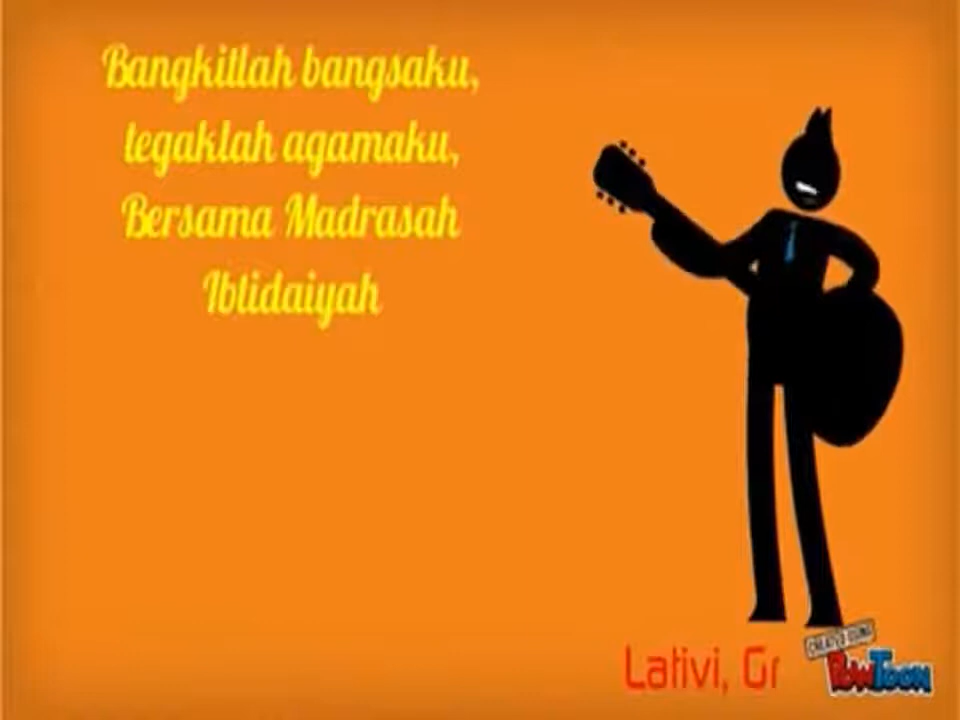 Bangkitlah bangsaku,
tegaklah agamaku,
Bersama Madrasah
Ibtidaiyah
Lativi, Gr
CREATED USING
POWTOON